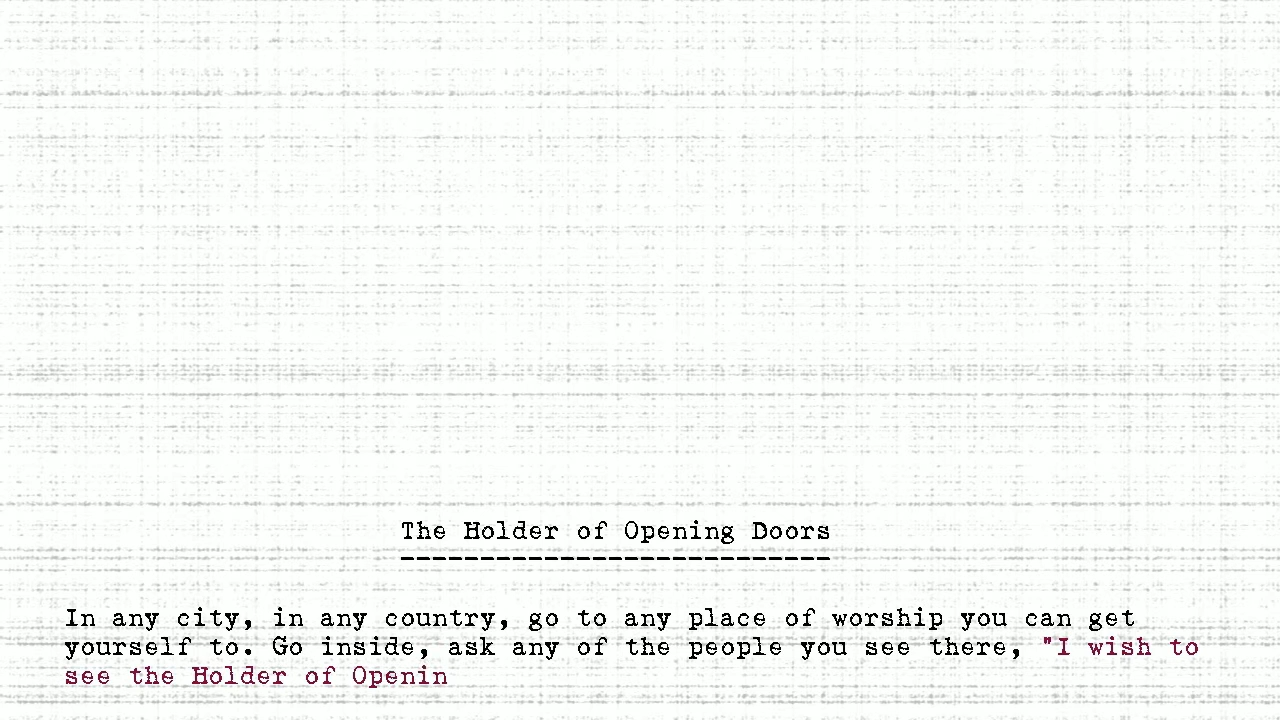 The Holder of Opening Doors
---------------------------
In any city, in any country, go to any place of worship you can get
yourself to. Go inside, ask any of the people you see there, "I wish to
see the Holder of Openin